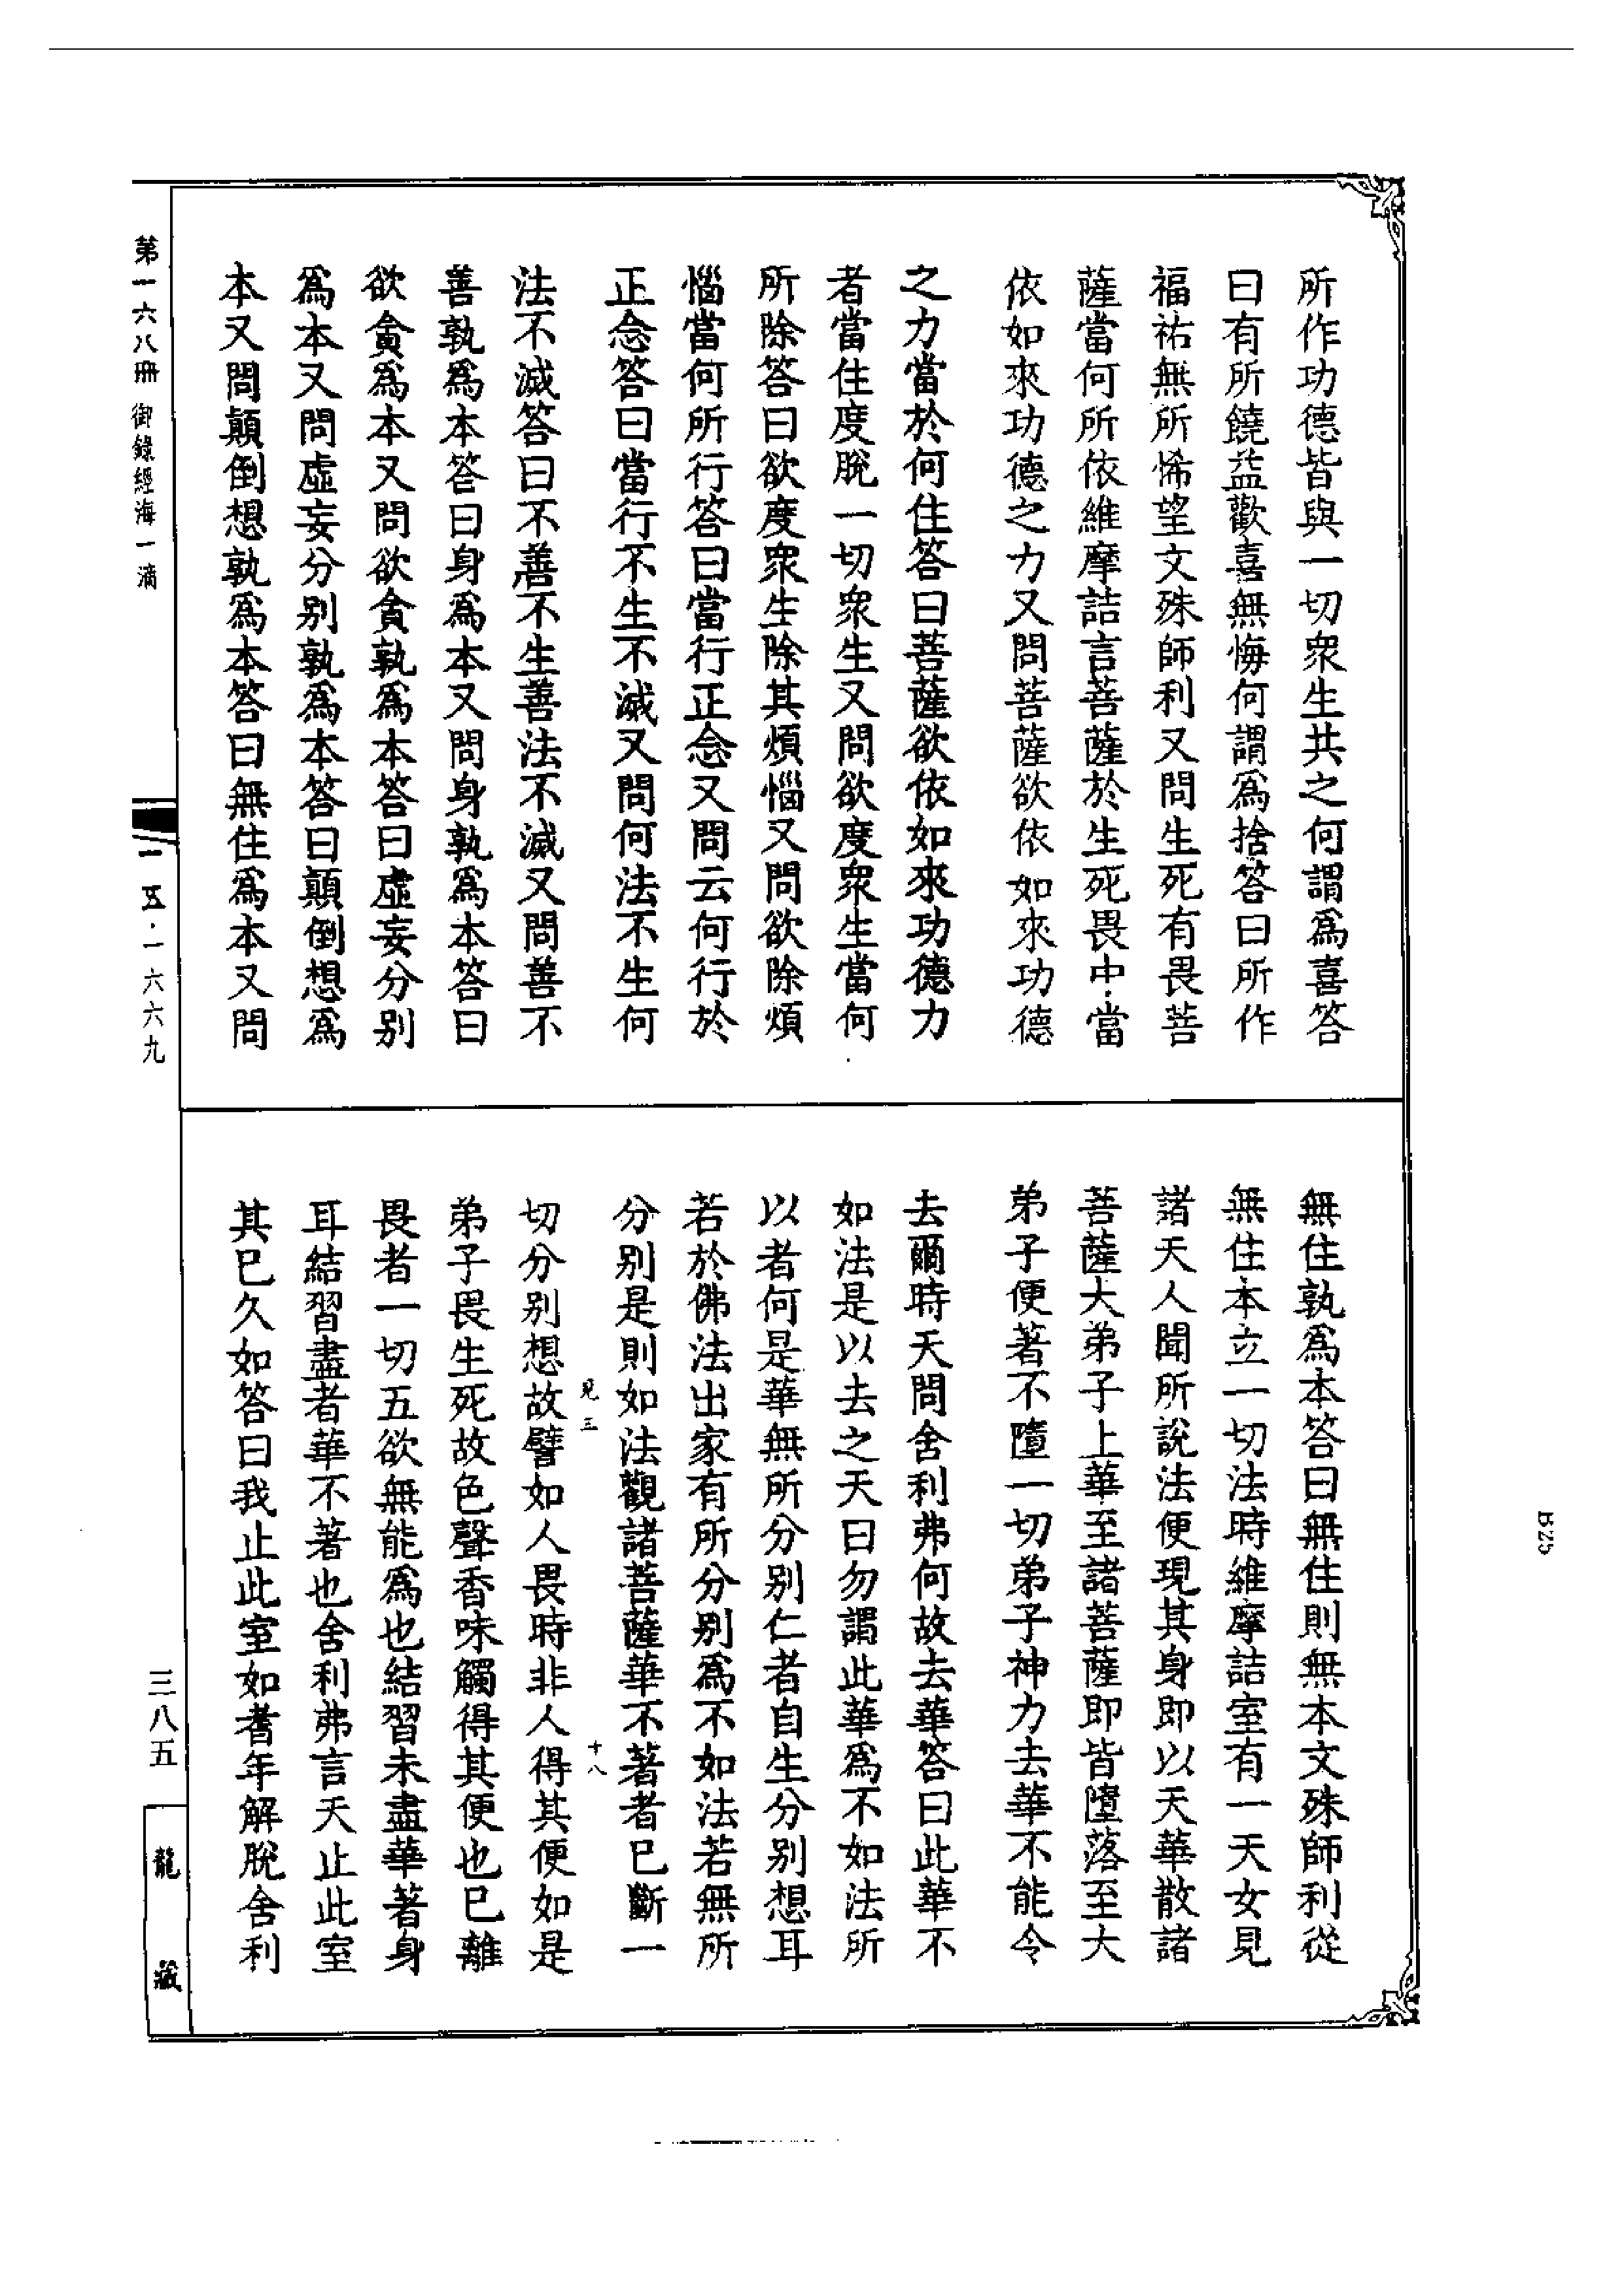 所作功德皆與一切衆生共之何謂爲喜答
曰有所饒益歡喜無悔何謂爲捨答曰所作
福祐無所悕望文殊師利又問生死有畏菩
薩當何所依維摩詰言菩薩於生死畏中當
依如來功德之力又問菩薩欲依如來功德
之力當於何住答曰菩薩欲依如來功德力
者當住度脫一切衆生又問欲度衆生當何
所除答曰欲度衆生除其煩惱又問欲除煩
惱當何所行答曰當行正念又問云何行於
正念答曰當行不生不滅又問何法不生何
法不滅答曰不善不生善法不滅又問善不
善孰爲本答曰身爲本又問身孰爲本答曰
欲貪爲本又問欲貪孰爲本答曰虛妄分別
爲本又問虛妄分別孰爲本答曰顛倒想爲
本又問顛倒想孰爲本答曰無住爲本又問
無住孰爲本答曰無住則無本文殊師利從
無住本立一切法時維摩詰室有一天女見
諸天人聞所說法便現其身即以天華散諸
菩薩大弟子上華至諸菩薩即皆墮落至大
弟子便著不墮一切弟子神力去華不能令
去爾時天問舍利弗何故去華答曰此華不
如法是以去之天曰勿謂此華爲不如法所
以者何是華無所分別仁者自生分別想耳
若於佛法出家有所分別爲不如法若無所
分別是則如法觀諸菩薩華不著者已斷一
見三
十八
切分別想故譬如人畏時非人得其便如是
弟子畏生死故色聲香味觸得其便也已離
畏者一切五欲無能爲也結習未盡華著身
耳結習盡者華不著也舍利弗言天止此室
其已久如答曰我止此室如耆年解脫舍利
第一六八冊 御錄經海一滴
一五·一六六九
三八五
龍藏
B25